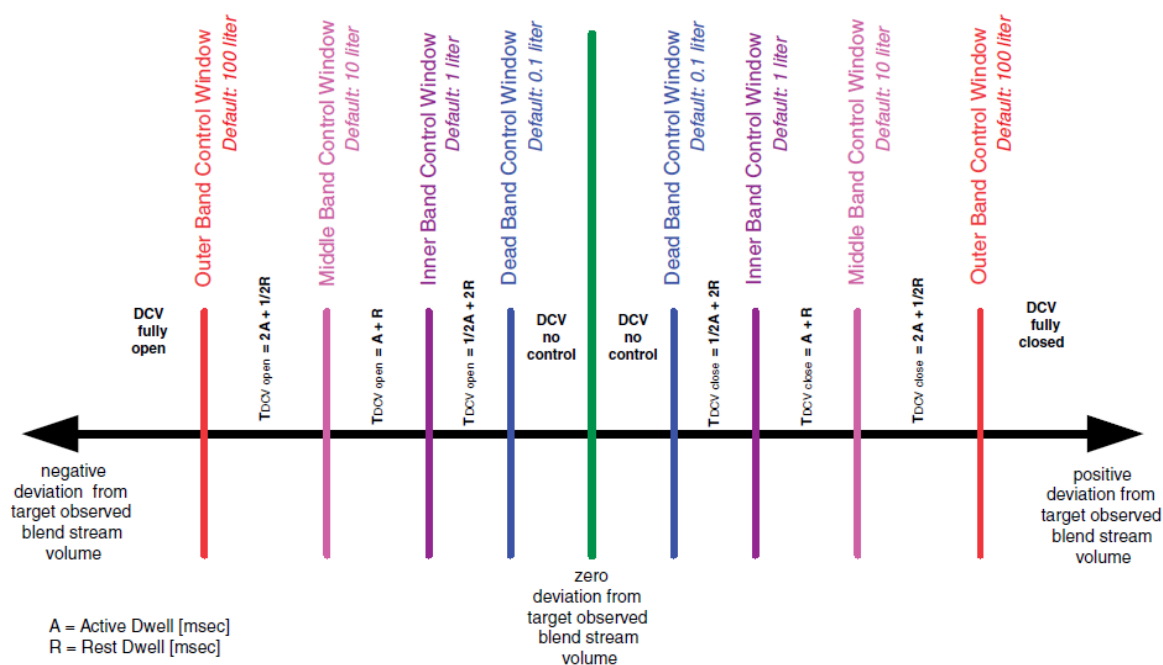 Outer Band Control Window
Default: 100 liter
Middle Band Control Window
Default: 10 liter
Inner Band Control Window
Default: 1 liter
Dead Band Control Window
Default: 0.1 liter
Dead Band Control Window
Default: 0.1 liter
Inner Band Control Window
Default: 1 liter
Middle Band Control Window
Default: 10 liter
Outer Band Control Window
Default: 100 liter
DCV
fully
open
TDCV open = 2A + 1/2R
TDCV open = A + R
TDCV open = 1/2A + 2R
DCV
no
control
DCV
no
control
TDCV close = 1/2A + 2R
TDCV close = A + R
TDCV close = 2A + 1/2R
DCV
fully
closed
negative
deviation from
target observed
blend stream
volume
zero
deviation from
target observed
blend stream
volume
positive
deviation from
target observed
blend stream
volume
A = Active Dwell [msec]
R = Rest Dwell [msec]